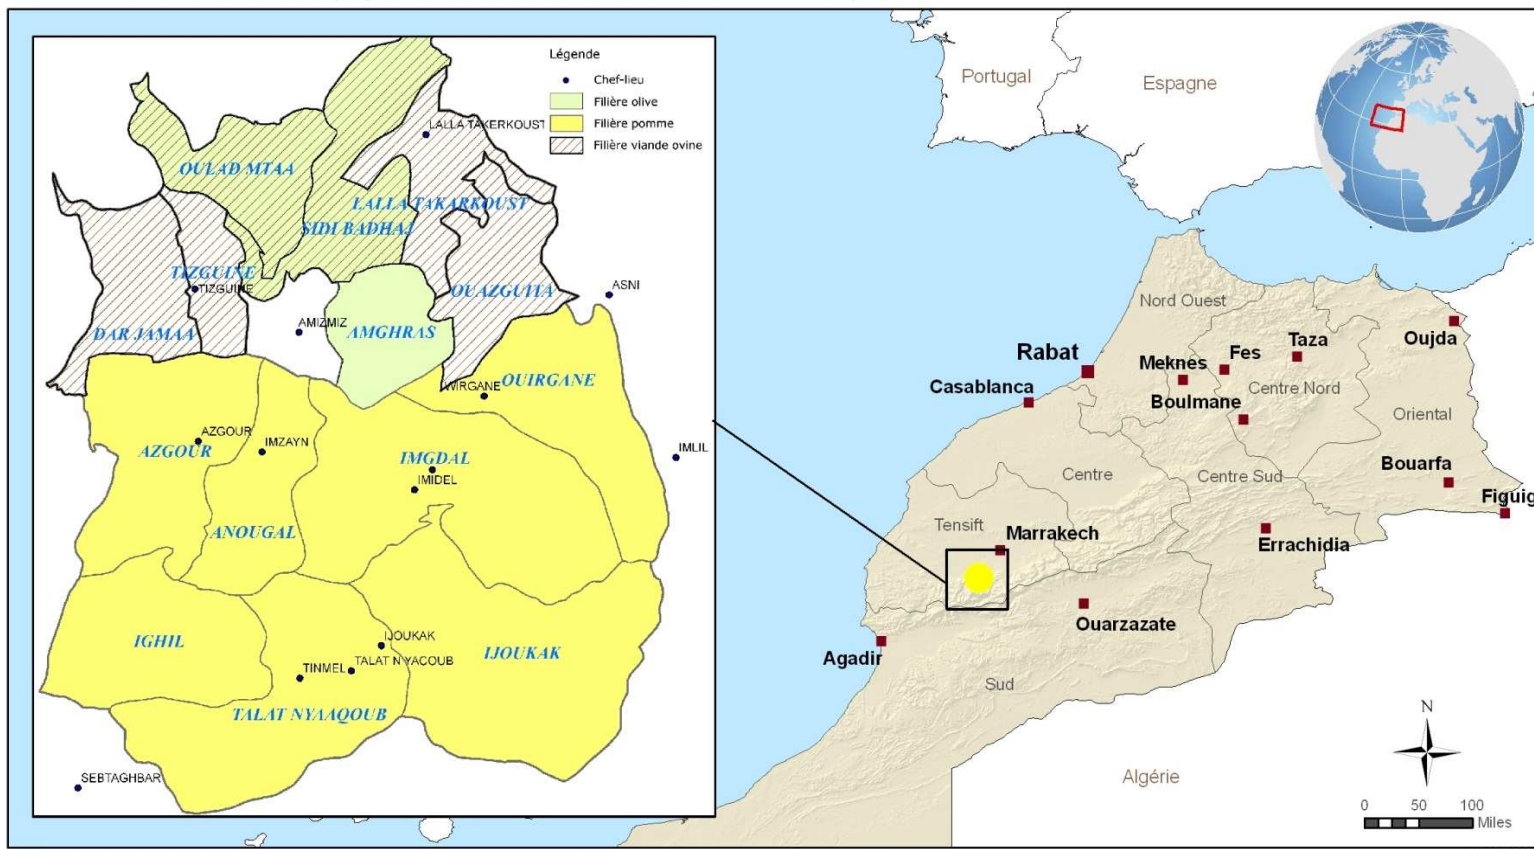 Légende
Chef-lieu
Filière olive
Filière pomme
Filière viande ovine
LALLA TAKERKOUST
OULAD MTAA
LALLA TAKARKOUST
SIDI BADHAJ
TIZGUINE
TIZGUINE
OUAZGUITA
ASNI
DAR JAMAA
AMIZMIZ
AMGHRAS
OUIRGANE
WIRGANE
AZGOUR
AZGOUR
IMZAYN
IMGDAL
IMIDEL
IMLIL
ANOUGAL
IGHIL
IJOUKAK
TALAT N YACOUB
TINMEL
IJOUKAK
TALAT NYAAQOUB
SEBTAGHBAR
Portugal
Espagne
Nord Ouest
Rabat
Casablanca
Meknes
Fes
Taza
Oujda
Boulmane
Centre Nord
Oriental
Centre
Centre Sud
Bouarfa
Figuig
Tensift
Marrakech
Errachidia
Ouarzazate
Agadir
Sud
Algérie
N
0 50 100
Miles